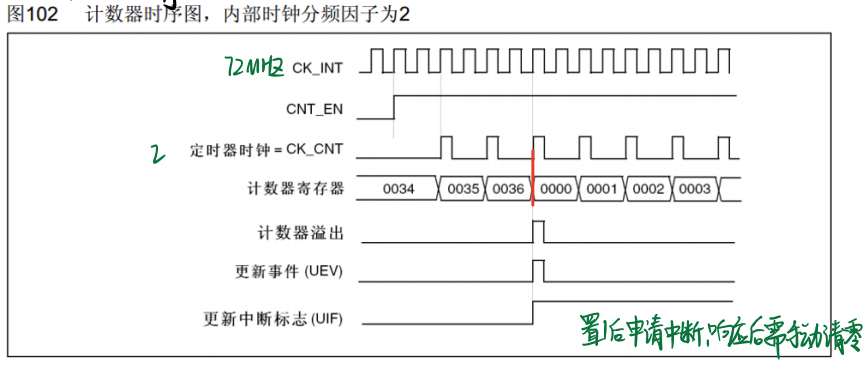 图102 计数器时序图，内部时钟分频因子为2
72MHz CK_INT
CNT_EN
2 定时器时钟 = CK_CNT
计数器寄存器 0034 0035 0036 0000 0001 0002 0003
计数器溢出
更新事件 (UEV)
更新中断标志(UIF)
置1后申请中断，响应后需手动清零